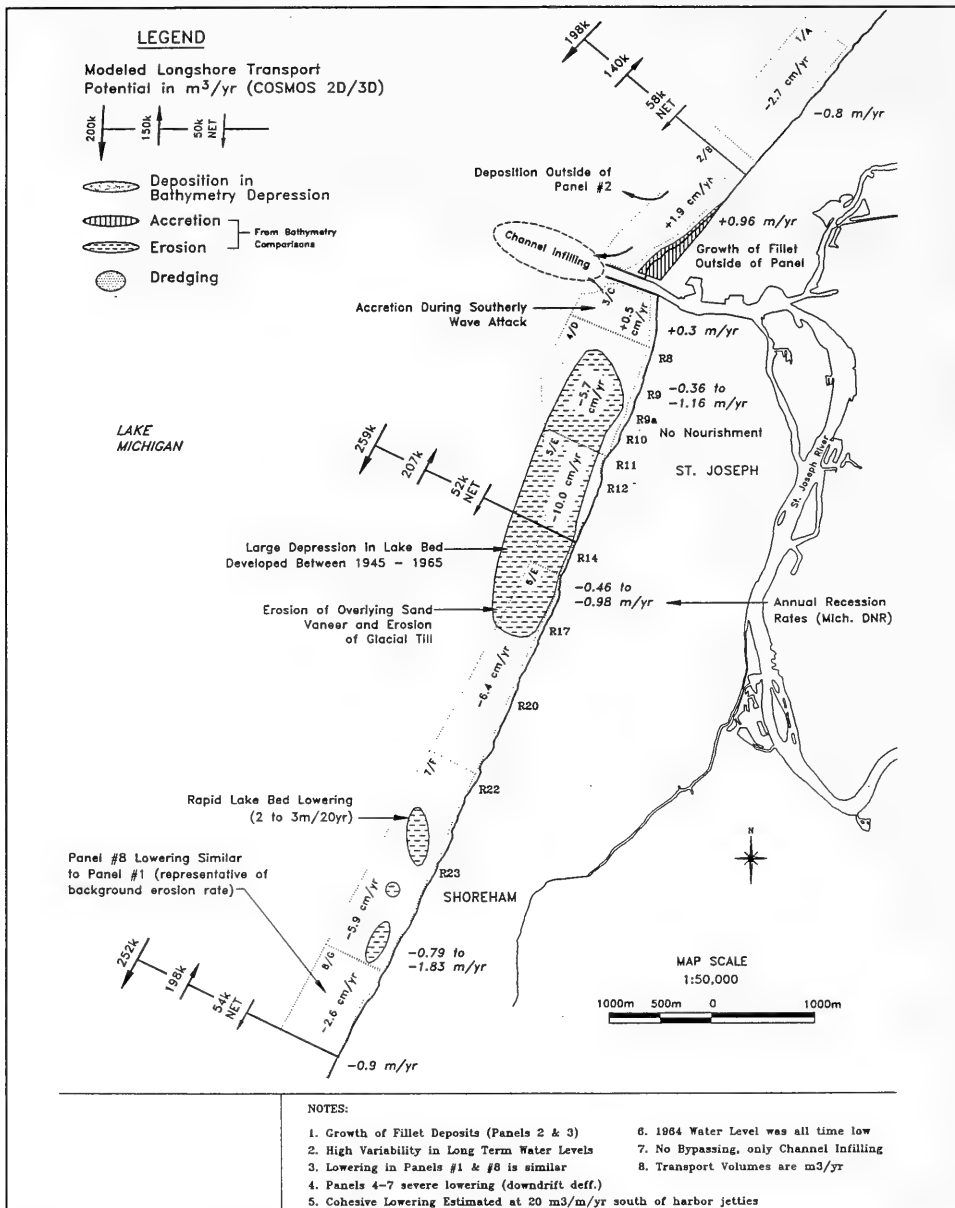 LEGEND
Modeled Longshore Transport
Potential in m³/yr (COSMOS 2D/3D)
200k
150k
50k
NET
Deposition in
Bathymetry Depression
Accretion
Erosion
From Bathymetry
Comparisons
Dredging
198k
140k
58k
NET
1/A
-2.7 cm/yr
-0.8 m/yr
2/B
Deposition Outside of
Panel #2
+1.9 cm/yr
+0.96 m/yr
Growth of Fillet
Outside of Panel
Channel Infilling
3/C
Accretion During Southerly
Wave Attack
+0.5
cm/yr
+0.3 m/yr
4/D
R8
-5.7
cm/yr
R9
-0.36 to
-1.16 m/yr
R9a
R10
No Nourishment
LAKE
MICHIGAN
259k
207k
52k
NET
5/E
R11
ST. JOSEPH
R12
-10.0 cm/yr
St. Joseph River
Large Depression in Lake Bed
Developed Between 1945 - 1965
R14
6/E
-0.46 to
-0.98 m/yr
Annual Recession
Rates (Mich. DNR)
Erosion of Overlying Sand
Vaneer and Erosion
of Glacial Till
R17
-6.4 cm/yr
R20
7/F
R22
Rapid Lake Bed Lowering
(2 to 3m/20yr)
N
Panel #8 Lowering Similar
to Panel #1 (representative of
background erosion rate)
R23
SHOREHAM
-5.9 cm/yr
-0.79 to
-1.83 m/yr
8/G
252k
198k
54k
NET
-2.6 cm/yr
-0.9 m/yr
MAP SCALE
1:50,000
1000m 500m 0 1000m
NOTES:
1. Growth of Fillet Deposits (Panels 2 & 3)
2. High Variability in Long Term Water Levels
3. Lowering in Panels #1 & #8 is similar
4. Panels 4-7 severe lowering (downdrift deff.)
5. Cohesive Lowering Estimated at 20 m3/m/yr south of harbor jetties
6. 1964 Water Level was all time low
7. No Bypassing, only Channel Infilling
8. Transport Volumes are m3/yr